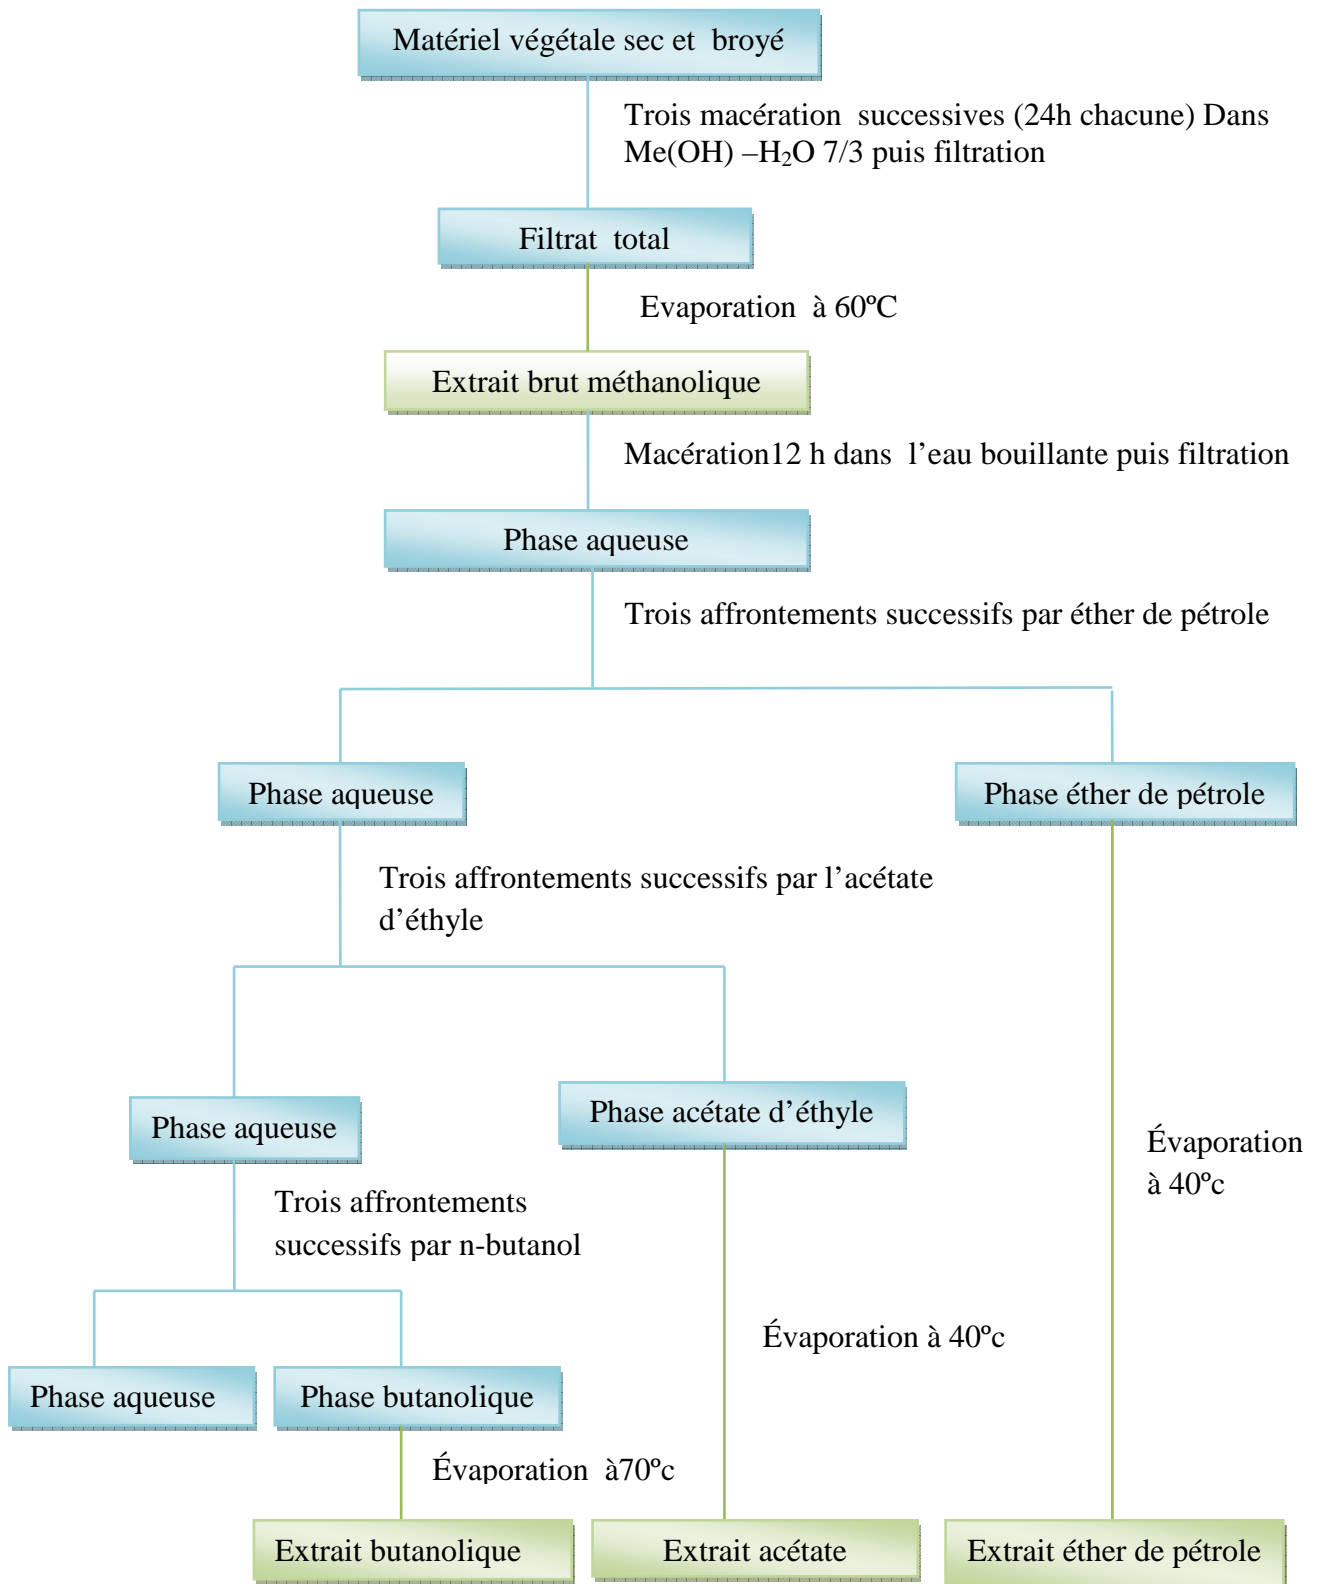 Matériel végétale sec et broyé
Trois macération successives (24h chacune) Dans
Me(OH) –H₂O 7/3 puis filtration
Filtrat total
Evaporation à 60ºC
Extrait brut méthanolique
Macération12 h dans l’eau bouillante puis filtration
Phase aqueuse
Trois affrontements successifs par éther de pétrole
Phase aqueuse
Phase éther de pétrole
Trois affrontements successifs par l’acétate
d’éthyle
Phase aqueuse
Phase acétate d’éthyle
Évaporation
à 40ºc
Trois affrontements
successifs par n-butanol
Évaporation à 40ºc
Phase aqueuse
Phase butanolique
Évaporation à70ºc
Extrait butanolique
Extrait acétate
Extrait éther de pétrole